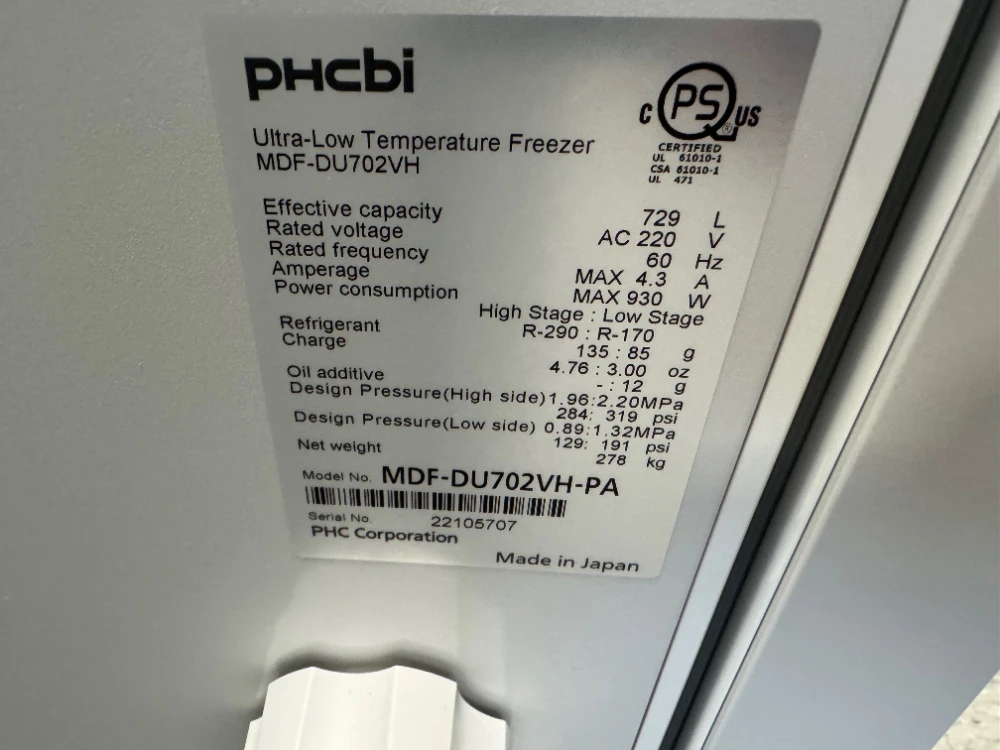 PHCbi
C PS US
CERTIFIED
UL 61010-1
CSA 61010-1
UL 471
Ultra-Low Temperature Freezer
MDF-DU702VH
Effective capacity 729 L
Rated voltage AC 220 V
Rated frequency 60 Hz
Amperage MAX 4.3 A
Power consumption MAX 930 W
High Stage : Low Stage
Refrigerant R-290 : R-170
Charge 135 : 85 g
4.76 : 3.00 oz
Oil additive - : 12 g
Design Pressure(High side) 1.96:2.20MPa
284: 319 psi
Design Pressure(Low side) 0.89:1.32MPa
129: 191 psi
Net weight 278 kg
Model No. MDF-DU702VH-PA
Serial No. 22105707
PHC Corporation
Made in Japan